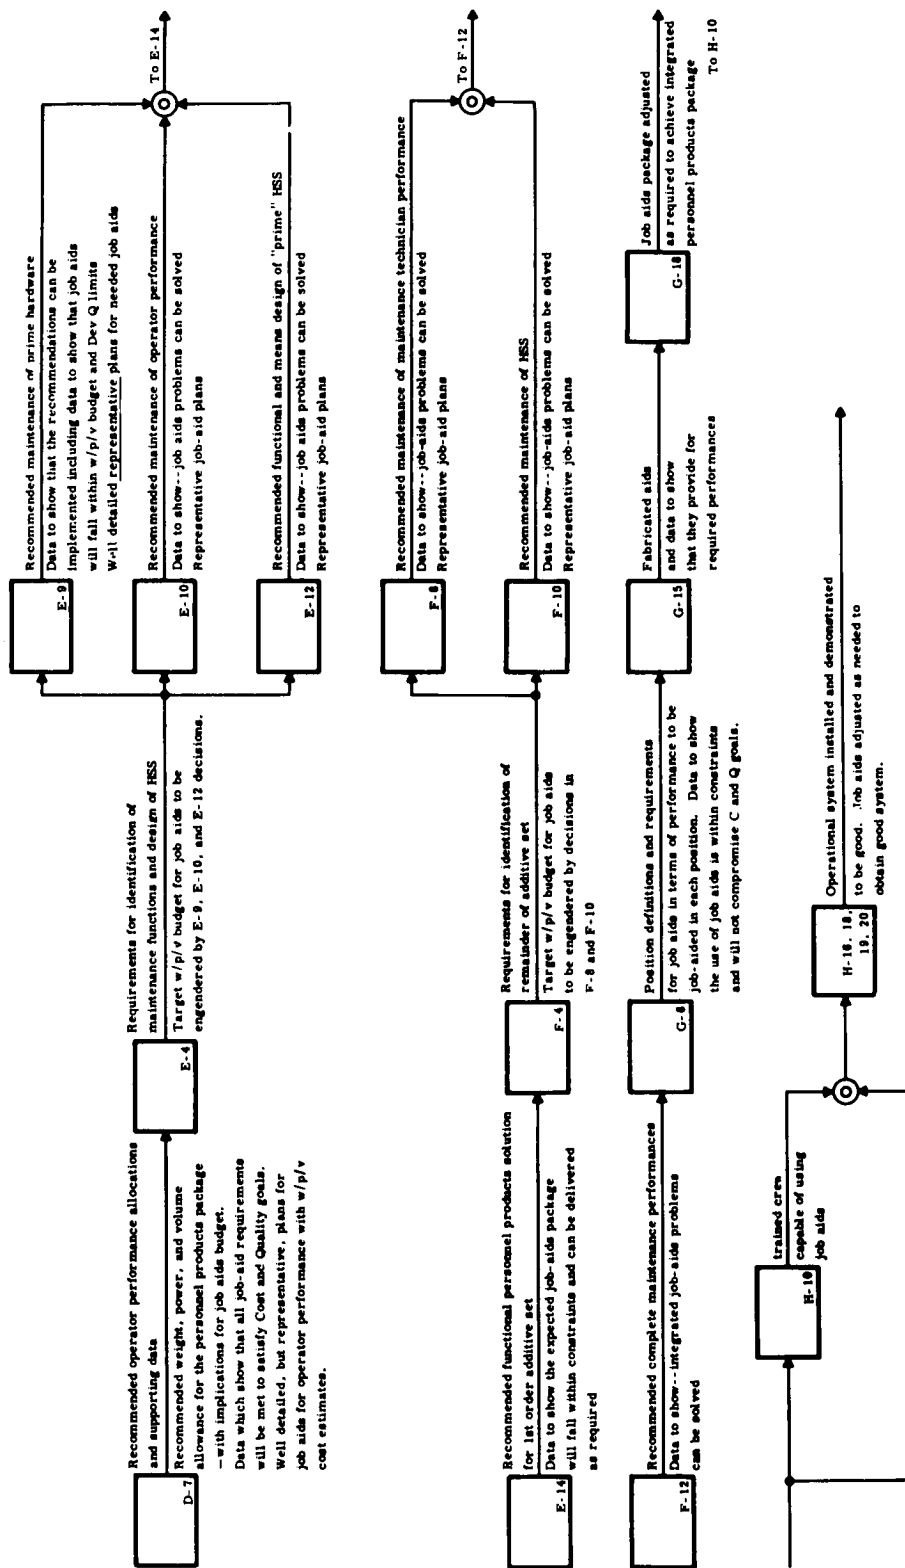 D-7
Recommended operator performance allocations
and supporting data
Recommended weight, power, and volume
allowance for the personnel products package
—with implications for job aids budget.
Data which show that all job-aid requirements
will be met to satisfy Cost and Quality goals.
Well detailed, but representative, plans for
job aids for operator performance with w/p/v
cost estimates.
E-4
Requirements for identification of
maintenance functions and design of HSS
Target w/p/v budget for job aids to be
engendered by E-9, E-10, and E-12 decisions.
E-9
Recommended maintenance of prime hardware
Data to show that the recommendations can be
implemented including data to show that job aids
will fall within w/p/v budget and Dev Q limits
Well detailed representative plans for needed job aids
E-10
Recommended maintenance of operator performance
Data to show--job aids problems can be solved
Representative job-aid plans
E-12
Recommended functional and means design of "prime" HSS
Data to show--job aids problems can be solved
Representative job-aid plans
To E-14
E-14
Recommended functional personnel products solution
for 1st order additive set
Data to show the expected job-aids package
will fall within constraints and can be delivered
as required
F-4
Requirements for identification of
remainder of additive set
Target w/p/v budget for job aids
to be engendered by decisions in
F-8 and F-10
F-8
Recommended maintenance of maintenance technician performance
Data to show--job-aids problems can be solved
Representative job-aid plans
F-10
Recommended maintenance of HSS
Data to show--job-aids problems can be solved
Representative job-aid plans
To F-12
F-12
Recommended complete maintenance performances
Data to show--integrated job-aids problems
can be solved
G-6
Position definitions and requirements
for job aids in terms of performance to be
job-aided in each position. Data to show
the use of job aids is within constraints
and will not compromise C and Q goals.
G-15
Fabricated aids
and data to show
that they provide for
required performances
G-18
Job aids package adjusted
as required to achieve integrated
personnel products package
To H-10
H-10
trained crew
capable of using
job aids
H-16, 18,
19, 20
Operational system installed and demonstrated
to be good. Job aids adjusted as needed to
obtain good system.